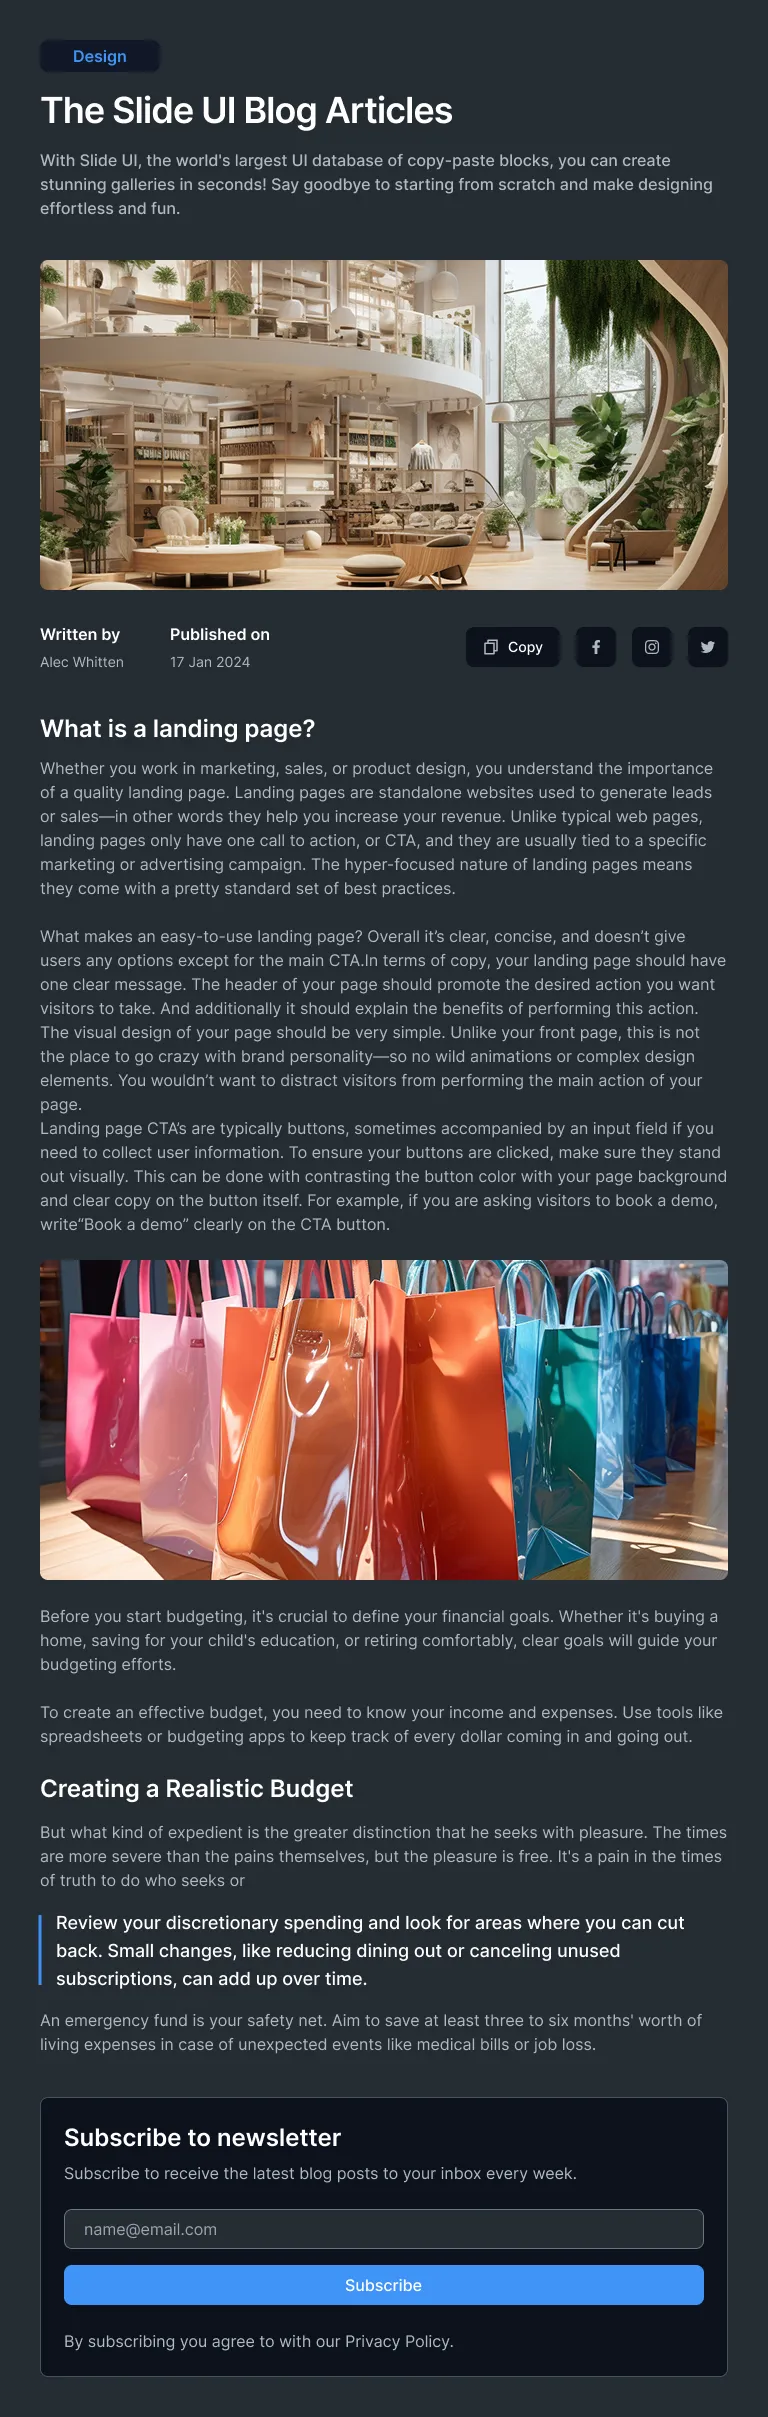 Design
The Slide UI Blog Articles
With Slide UI, the world's largest UI database of copy-paste blocks, you can create
stunning galleries in seconds! Say goodbye to starting from scratch and make designing
effortless and fun.
Written by
Published on
Alec Whitten
17 Jan 2024
Copy
What is a landing page?
Whether you work in marketing, sales, or product design, you understand the importance
of a quality landing page. Landing pages are standalone websites used to generate leads
or sales—in other words they help you increase your revenue. Unlike typical web pages,
landing pages only have one call to action, or CTA, and they are usually tied to a specific
marketing or advertising campaign. The hyper-focused nature of landing pages means
they come with a pretty standard set of best practices.
What makes an easy-to-use landing page? Overall it’s clear, concise, and doesn’t give
users any options except for the main CTA.In terms of copy, your landing page should have
one clear message. The header of your page should promote the desired action you want
visitors to take. And additionally it should explain the benefits of performing this action.
The visual design of your page should be very simple. Unlike your front page, this is not
the place to go crazy with brand personality—so no wild animations or complex design
elements. You wouldn’t want to distract visitors from performing the main action of your
page.
Landing page CTA’s are typically buttons, sometimes accompanied by an input field if you
need to collect user information. To ensure your buttons are clicked, make sure they stand
out visually. This can be done with contrasting the button color with your page background
and clear copy on the button itself. For example, if you are asking visitors to book a demo,
write“Book a demo” clearly on the CTA button.
Before you start budgeting, it's crucial to define your financial goals. Whether it's buying a
home, saving for your child's education, or retiring comfortably, clear goals will guide your
budgeting efforts.
To create an effective budget, you need to know your income and expenses. Use tools like
spreadsheets or budgeting apps to keep track of every dollar coming in and going out.
Creating a Realistic Budget
But what kind of expedient is the greater distinction that he seeks with pleasure. The times
are more severe than the pains themselves, but the pleasure is free. It's a pain in the times
of truth to do who seeks or
Review your discretionary spending and look for areas where you can cut
back. Small changes, like reducing dining out or canceling unused
subscriptions, can add up over time.
An emergency fund is your safety net. Aim to save at least three to six months' worth of
living expenses in case of unexpected events like medical bills or job loss.
Subscribe to newsletter
Subscribe to receive the latest blog posts to your inbox every week.
name@email.com
Subscribe
By subscribing you agree to with our Privacy Policy.